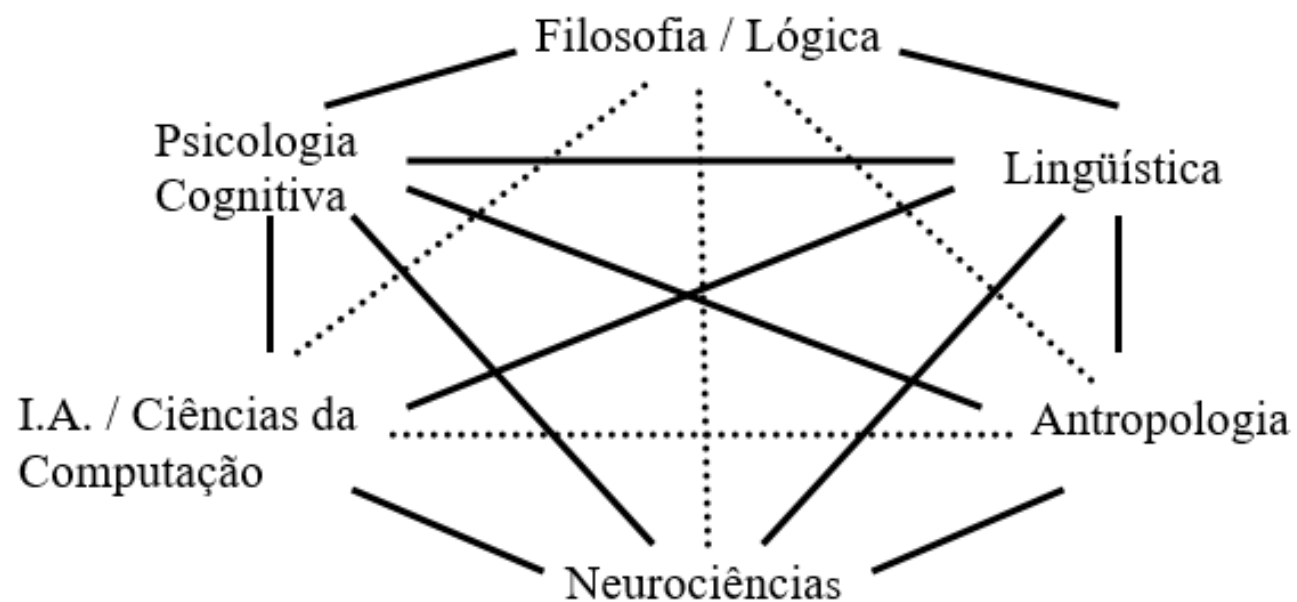 Filosofia / Lógica
Psicologia
Cognitiva
Lingüística
I.A. / Ciências da
Computação
Antropologia
Neurociências